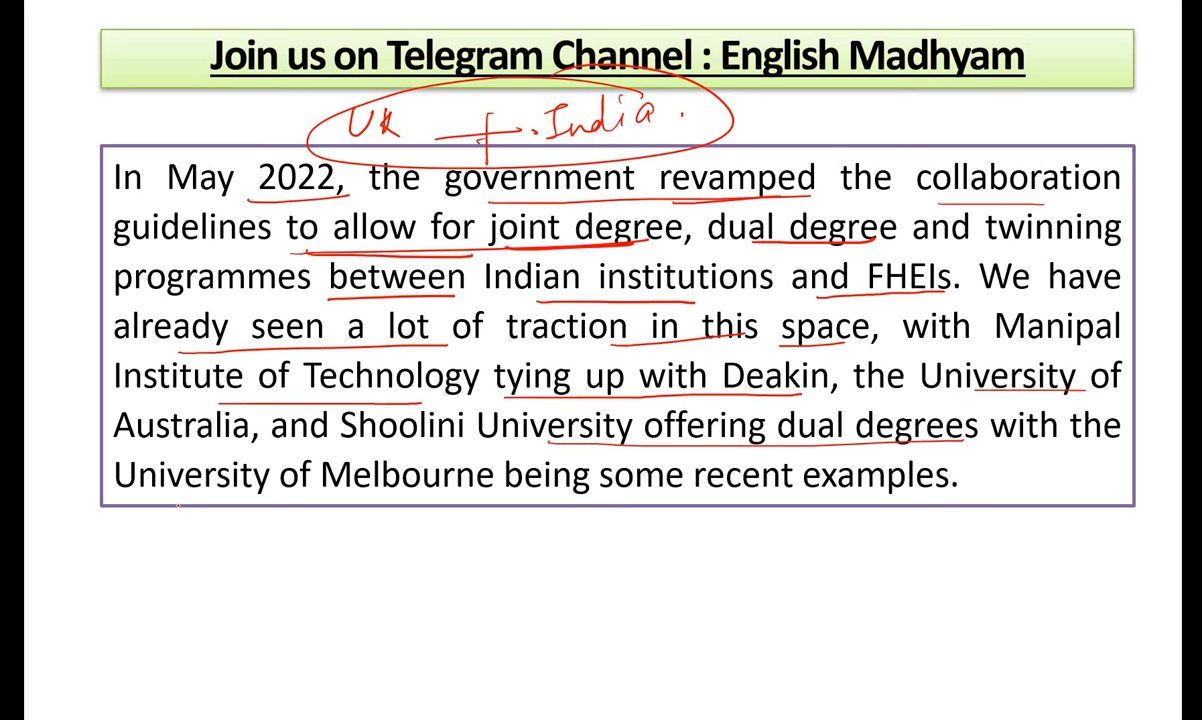 Join us on Telegram Channel : English Madhyam
UK + India.
In May 2022, the government revamped the collaboration
guidelines to allow for joint degree, dual degree and twinning
programmes between Indian institutions and FHEIs. We have
already seen a lot of traction in this space, with Manipal
Institute of Technology tying up with Deakin, the University of
Australia, and Shoolini University offering dual degrees with the
University of Melbourne being some recent examples.